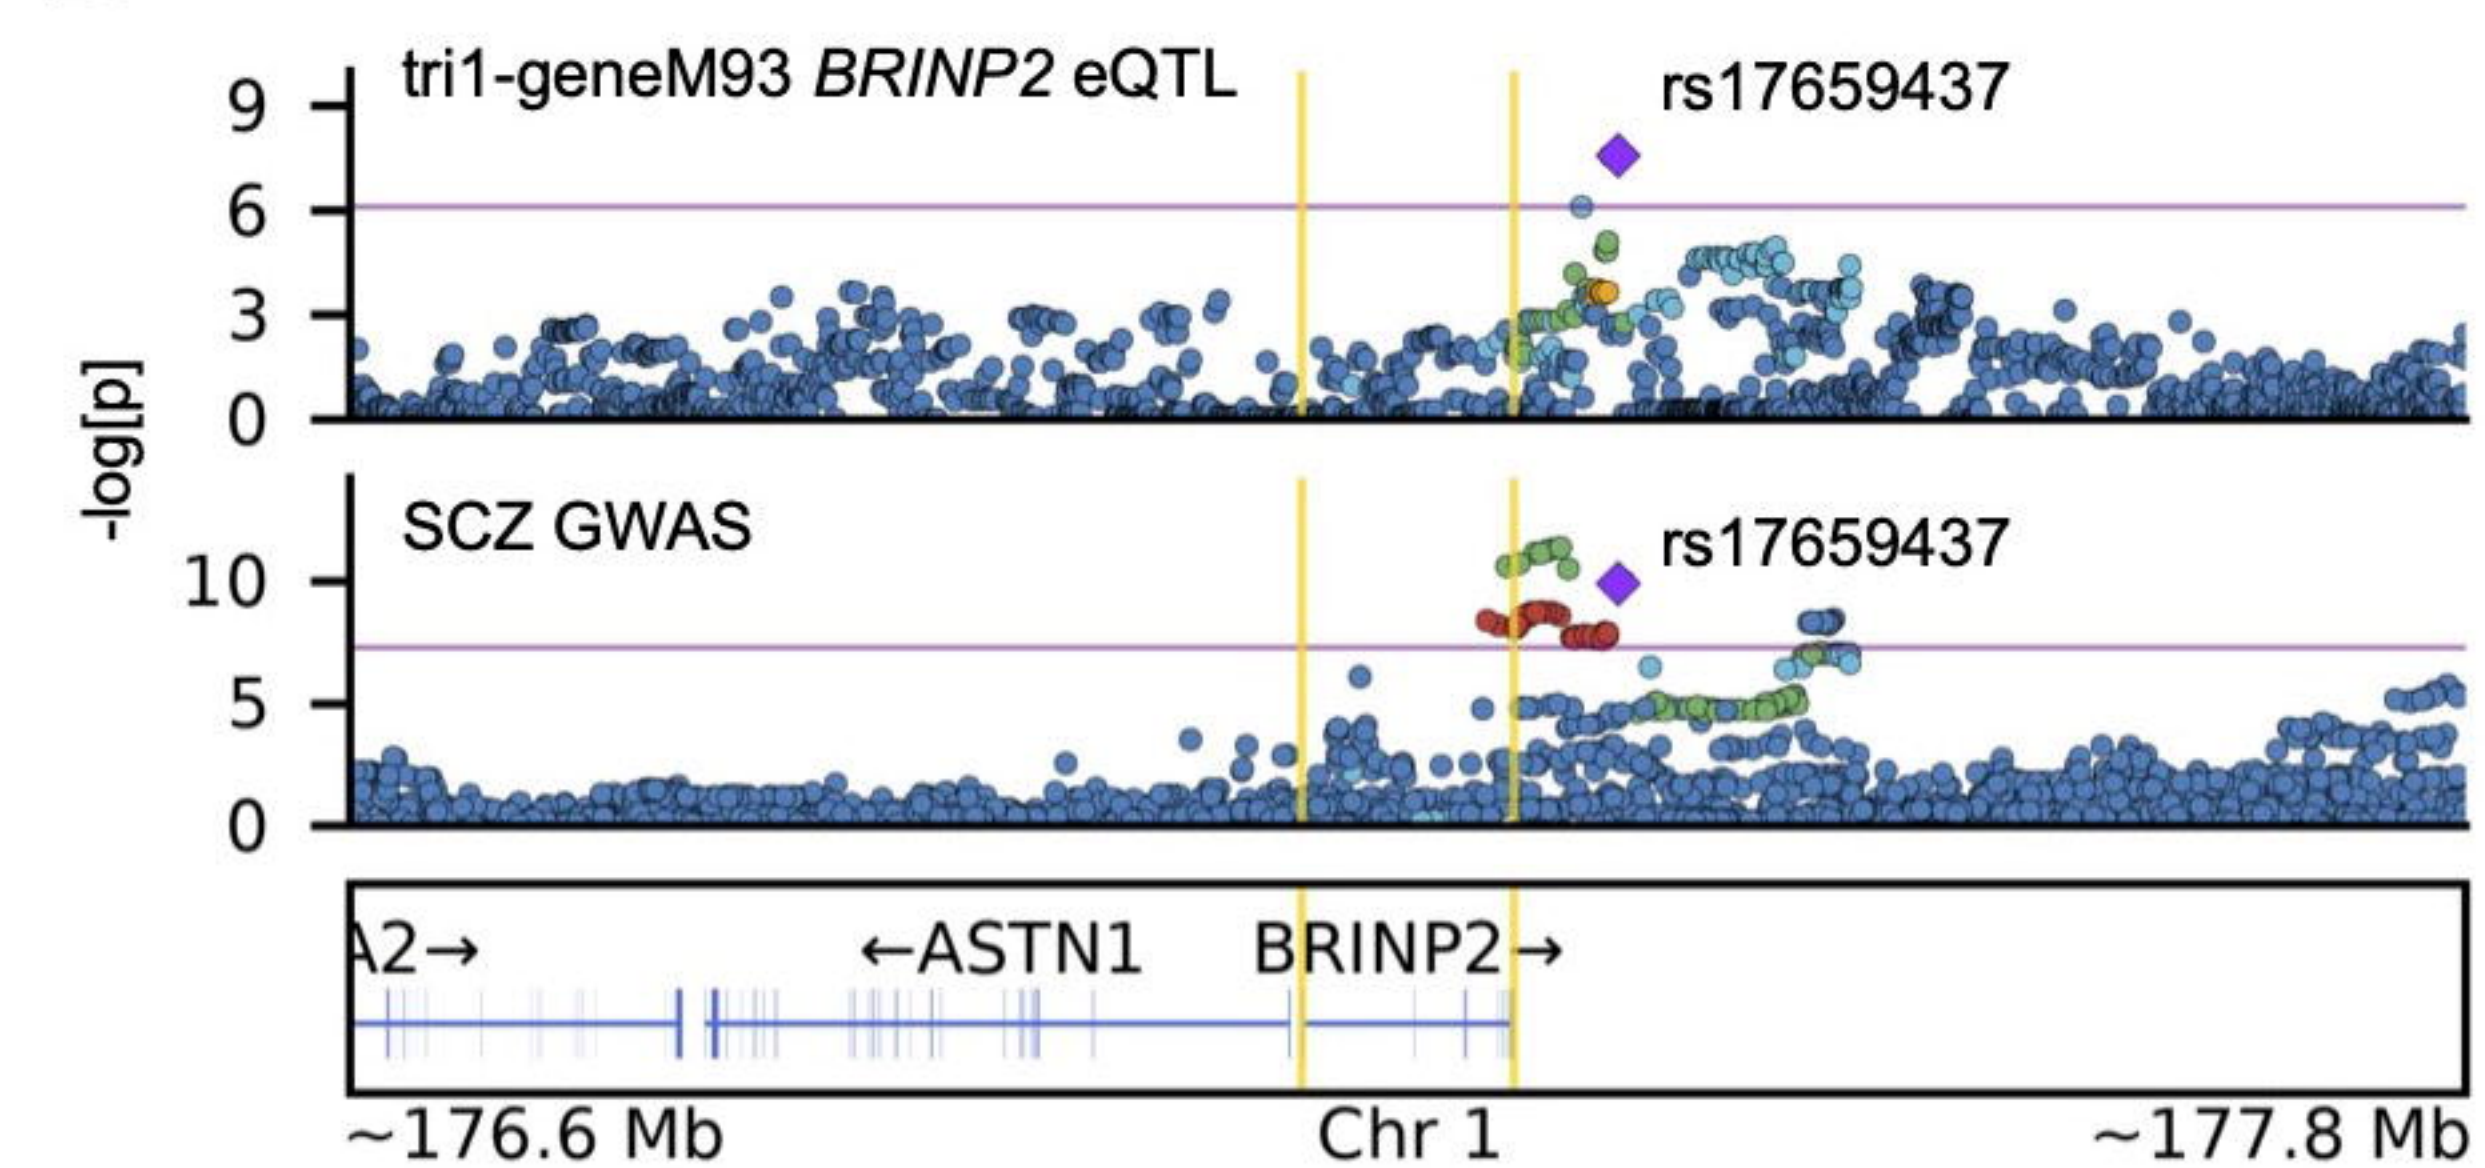 tri1-geneM93 BRINP2 eQTL
rs17659437
9
6
3
0
-log[p]
SCZ GWAS
rs17659437
10
5
0
A2→
←ASTN1
BRINP2→
~176.6 Mb
Chr 1
~177.8 Mb